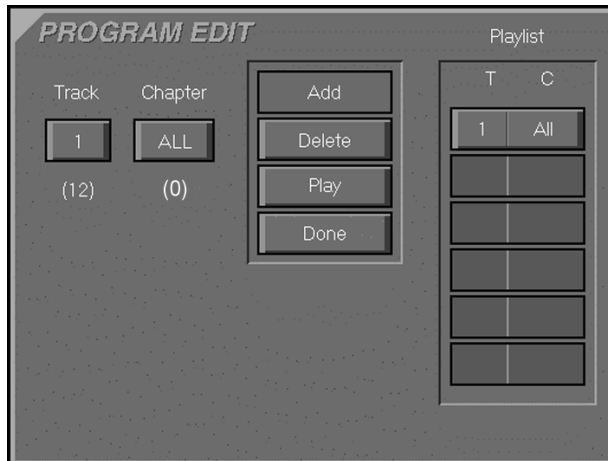 PROGRAM EDIT
Playlist
Track Chapter
1 ALL
(12) (0)
Add
Delete
Play
Done
T C
1 All